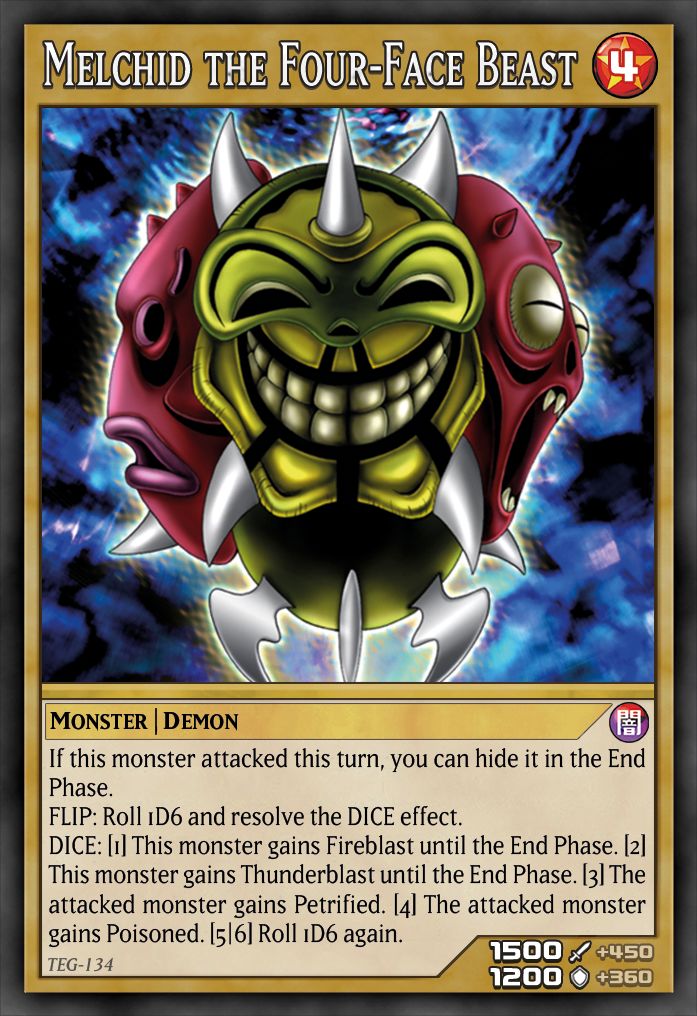 Melchid the Four-Face Beast 4
Monster | Demon 闇
If this monster attacked this turn, you can hide it in the End
Phase.
FLIP: Roll 1D6 and resolve the DICE effect.
DICE: [1] This monster gains Fireblast until the End Phase. [2]
This monster gains Thunderblast until the End Phase. [3] The
attacked monster gains Petrified. [4] The attacked monster
gains Poisoned. [5|6] Roll 1D6 again.
1500 +450
TEG-134
1200 +360